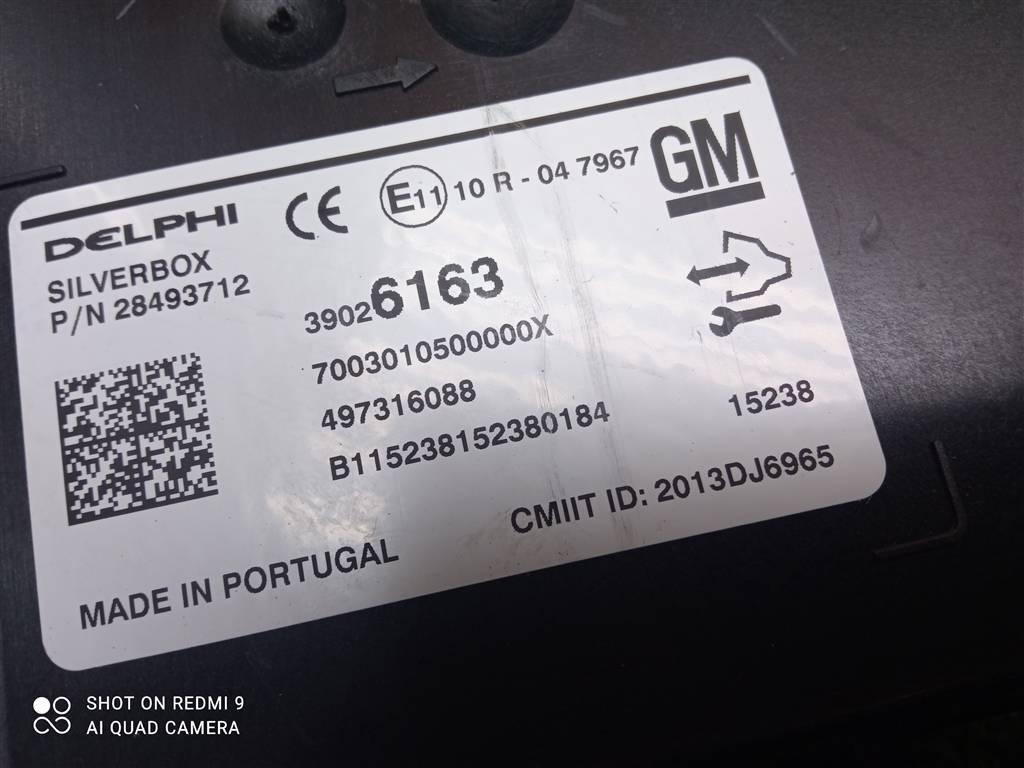 DELPHI
CE
E11 10 R - 04 7967
GM
SILVERBOX
P/N 28493712
39026163
7003010500000X
497316088
B115238152380184
15238
CMIIT ID: 2013DJ6965
MADE IN PORTUGAL
SHOT ON REDMI 9
AI QUAD CAMERA